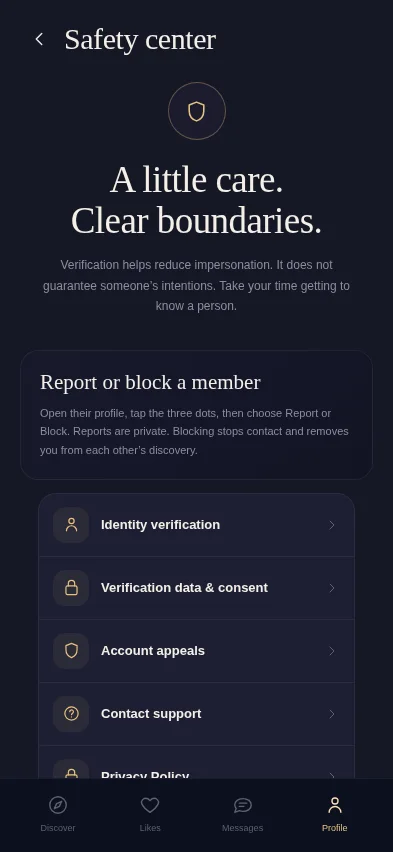 Safety center
A little care.
Clear boundaries.
Verification helps reduce impersonation. It does not
guarantee someone’s intentions. Take your time getting to
know a person.
Report or block a member
Open their profile, tap the three dots, then choose Report or
Block. Reports are private. Blocking stops contact and removes
you from each other’s discovery.
Identity verification
Verification data & consent
Account appeals
Contact support
Privacy Policy
Discover
Likes
Messages
Profile